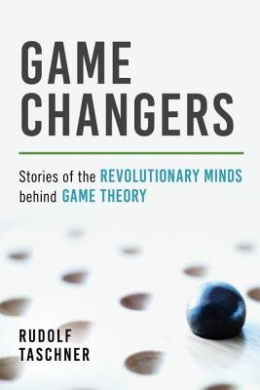 GAME
CHANGERS
Stories of the REVOLUTIONARY MINDS
behind GAME THEORY
RUDOLF
TASCHNER